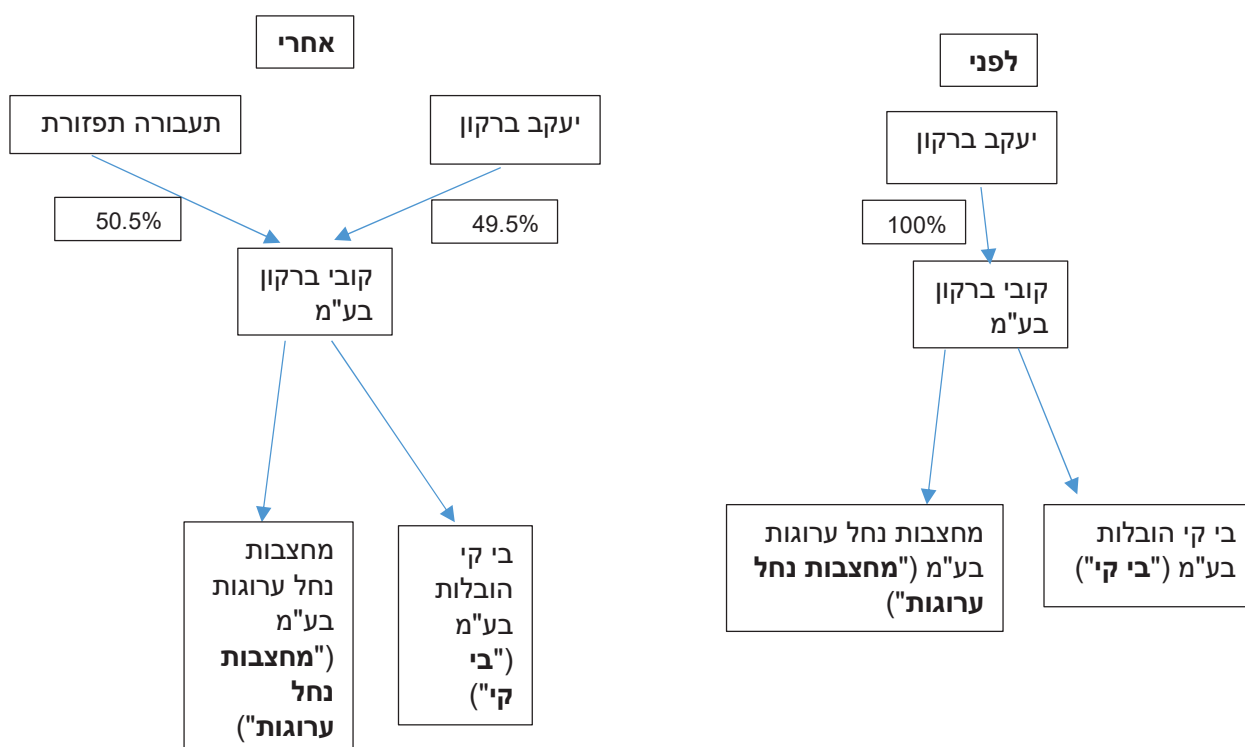 לפני
יעקב ברקון
100%
קובי ברקון
בע"מ
בי קי הובלות
בע"מ ("בי קי")
מחצבות נחל ערוגות
בע"מ ("מחצבות נחל
ערוגות")
אחרי
יעקב ברקון
תעבורה תפזורת
49.5%
50.5%
קובי ברקון
בע"מ
בי קי
הובלות
בע"מ
("בי
קי")
מחצבות
נחל ערוגות
בע"מ
("מחצבות
נחל
ערוגות")